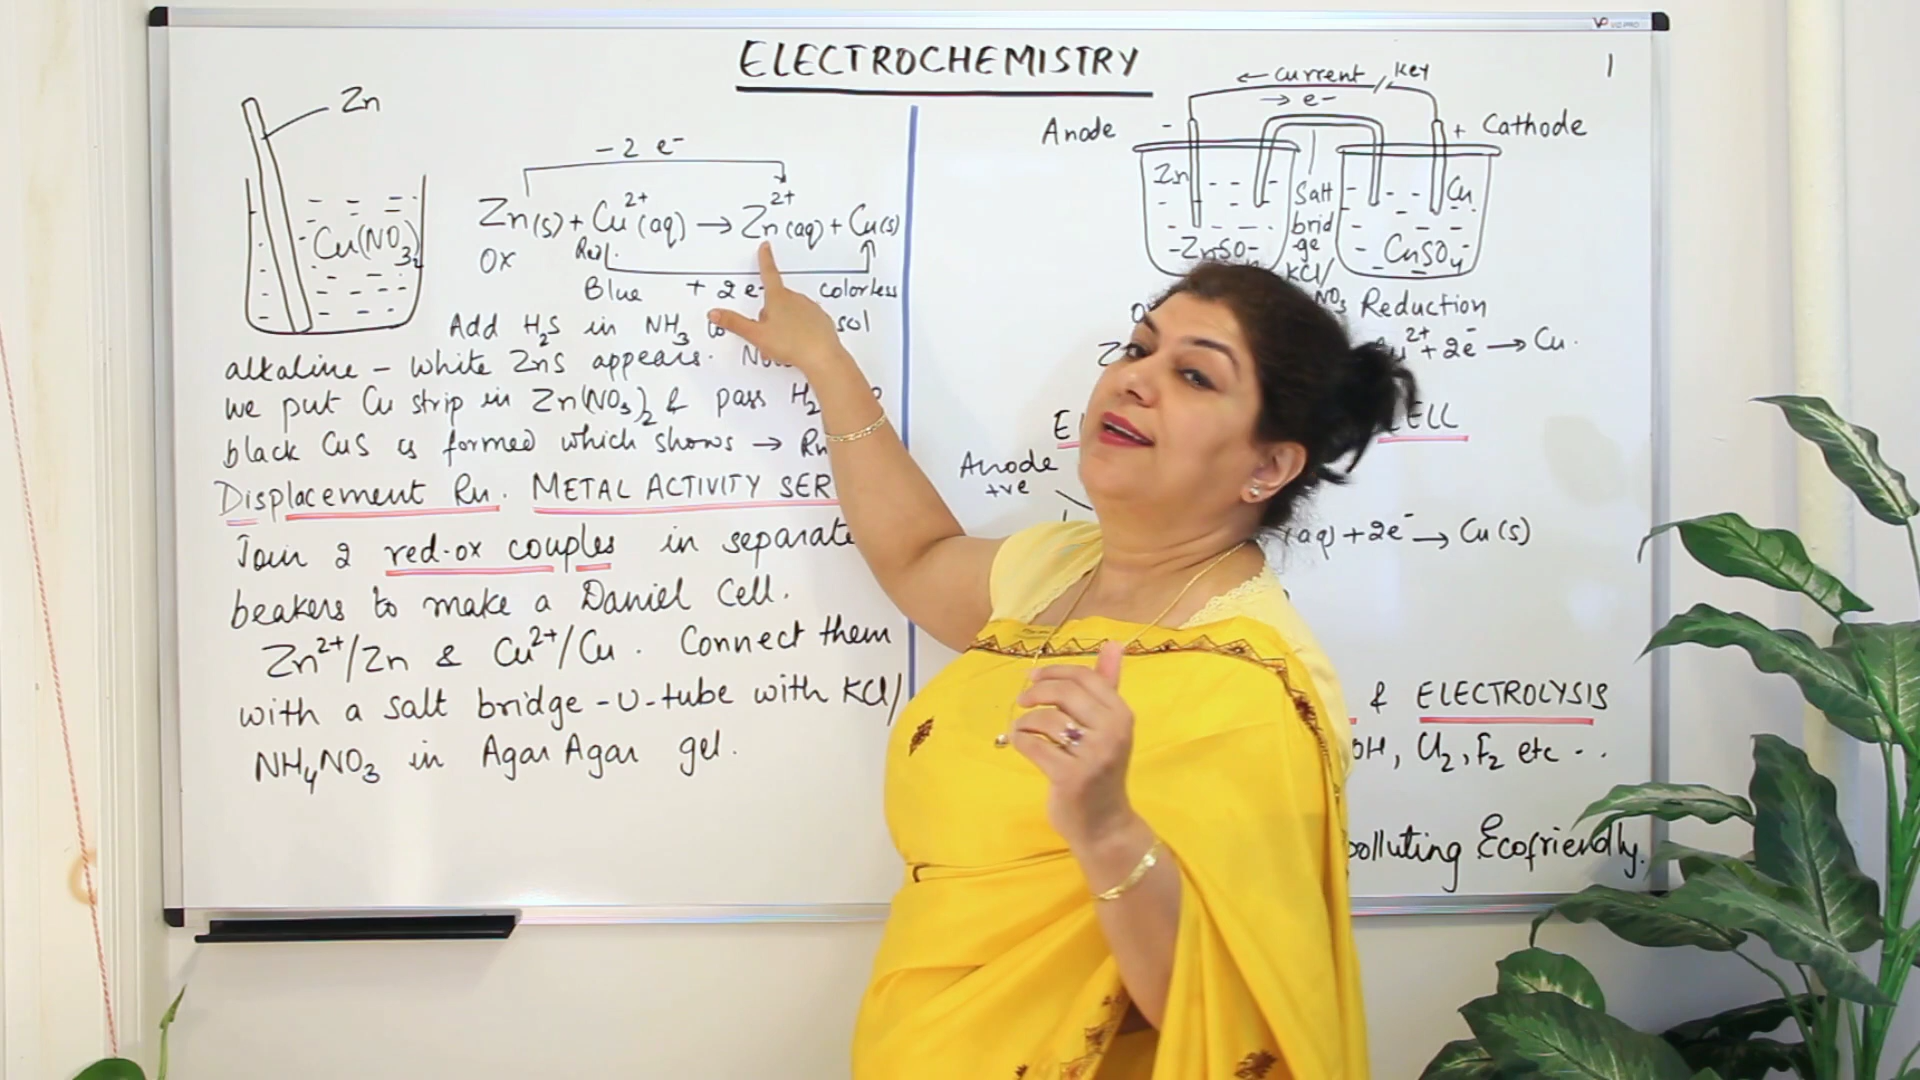 VIZ-PRO
ELECTROCHEMISTRY
1
Zn
Cu(NO3)2
-2 e-
Zn(s) + Cu2+(aq) → Zn2+(aq) + Cu(s)
Ox Red.
Blue +2e- colorless
Add H2S in NH3 sol
alkaline - white ZnS appears.
we put Cu strip in Zn(NO3)2 & pass H2
black CuS is formed which shows →
Displacement Rn. METAL ACTIVITY SER
Join 2 red-ox couples in separate
beakers to make a Daniel Cell.
Zn2+/Zn & Cu2+/Cu. Connect them
with a salt bridge - U-tube with KCl/
NH4NO3 in Agar Agar gel.
← current key
→ e-
Anode - + Cathode
Zn
Salt bridge KCl/
Cu
ZnSO
CuSO4
NO3 Reduction
2+ + 2e- → Cu.
ELL
Anode
+ve
(aq) + 2e- → Cu(s)
& ELECTROLYSIS
OH, Cl2, F2 etc ..
polluting Ecofriendly.